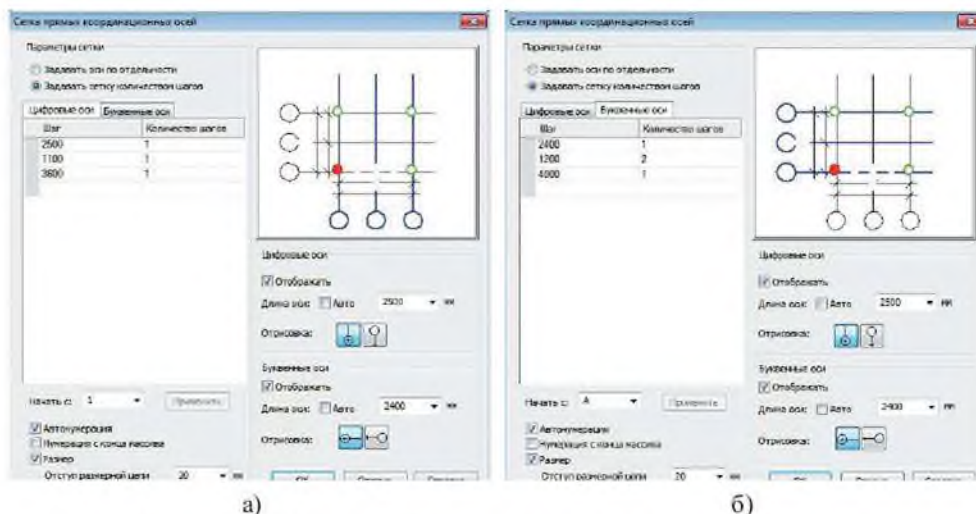 Сетка прямых координационных осей
Параметры сетки
Задавать оси по отдельности
Задавать сетку количеством шагов
Цифровые оси Буквенные оси
Шаг Количество шагов
2500 1
1100 1
3600 1
Цифровые оси
Отображать
Длина оси: Авто 2500 мм
Отрисовка:
Буквенные оси
Отображать
Длина оси: Авто 2400 мм
Отрисовка:
Начать с: 1 Применить
Автонумерация
Нумерация с конца массива
Размер
Отступ размерной цепи 20 мм
а)
Сетка прямых координационных осей
Параметры сетки
Задавать оси по отдельности
Задавать сетку количеством шагов
Цифровые оси Буквенные оси
Шаг Количество шагов
2400 1
1200 2
4000 1
Цифровые оси
Отображать
Длина оси: Авто 2500 мм
Отрисовка:
Буквенные оси
Отображать
Длина оси: Авто 2400 мм
Отрисовка:
Начать с: А Применить
Автонумерация
Нумерация с конца массива
Размер
Отступ размерной цепи 20 мм
б)